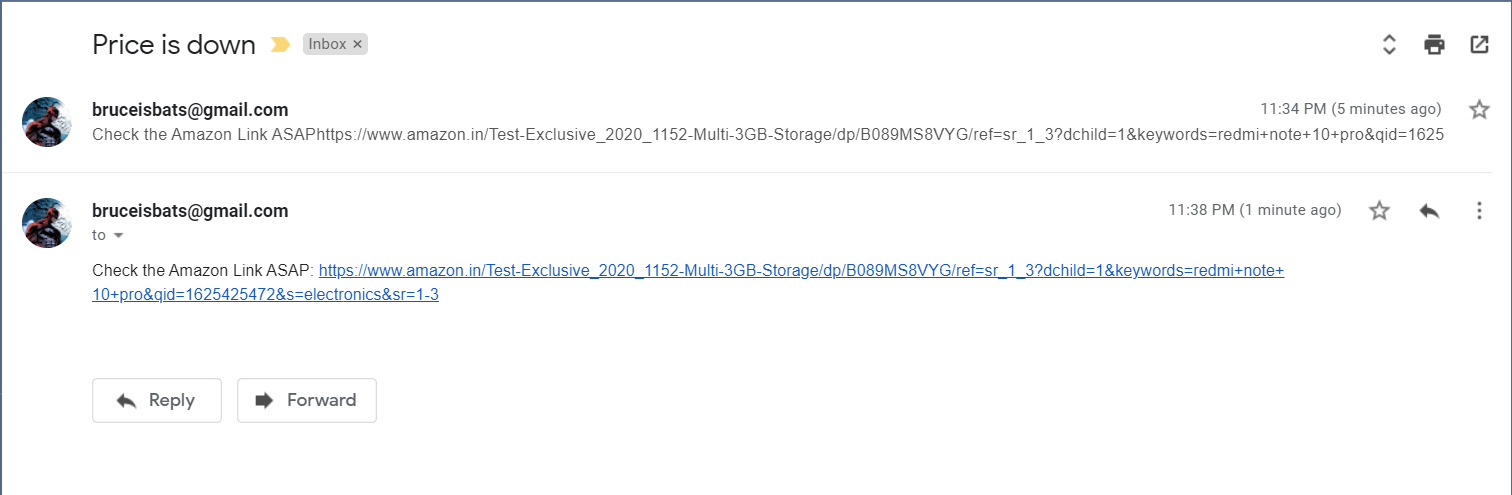 Price is down Inbox ×
bruceisbats@gmail.com 11:34 PM (5 minutes ago)
Check the Amazon Link ASAPhttps://www.amazon.in/Test-Exclusive_2020_1152-Multi-3GB-Storage/dp/B089MS8VYG/ref=sr_1_3?dchild=1&keywords=redmi+note+10+pro&qid=1625
bruceisbats@gmail.com 11:38 PM (1 minute ago)
to
Check the Amazon Link ASAP: https://www.amazon.in/Test-Exclusive_2020_1152-Multi-3GB-Storage/dp/B089MS8VYG/ref=sr_1_3?dchild=1&keywords=redmi+note+
10+pro&qid=1625425472&s=electronics&sr=1-3
Reply Forward